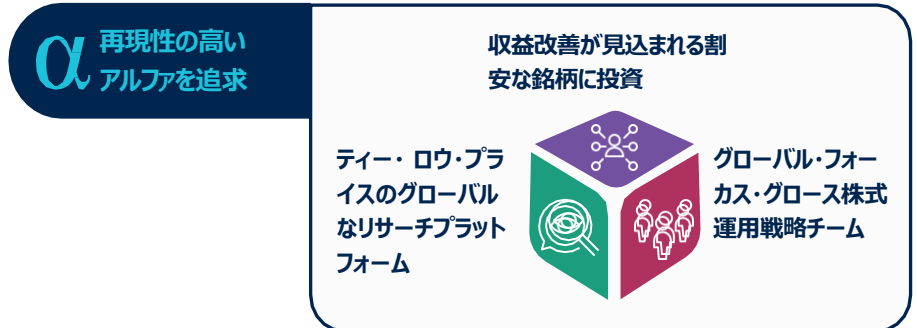 α
再現性の高い
アルファを追求
収益改善が見込まれる割
安な銘柄に投資
ティー・ ロウ・プラ
イスのグローバル
なリサーチプラット
フォーム
グローバル・フォー
カス・グロース株式
運用戦略チーム